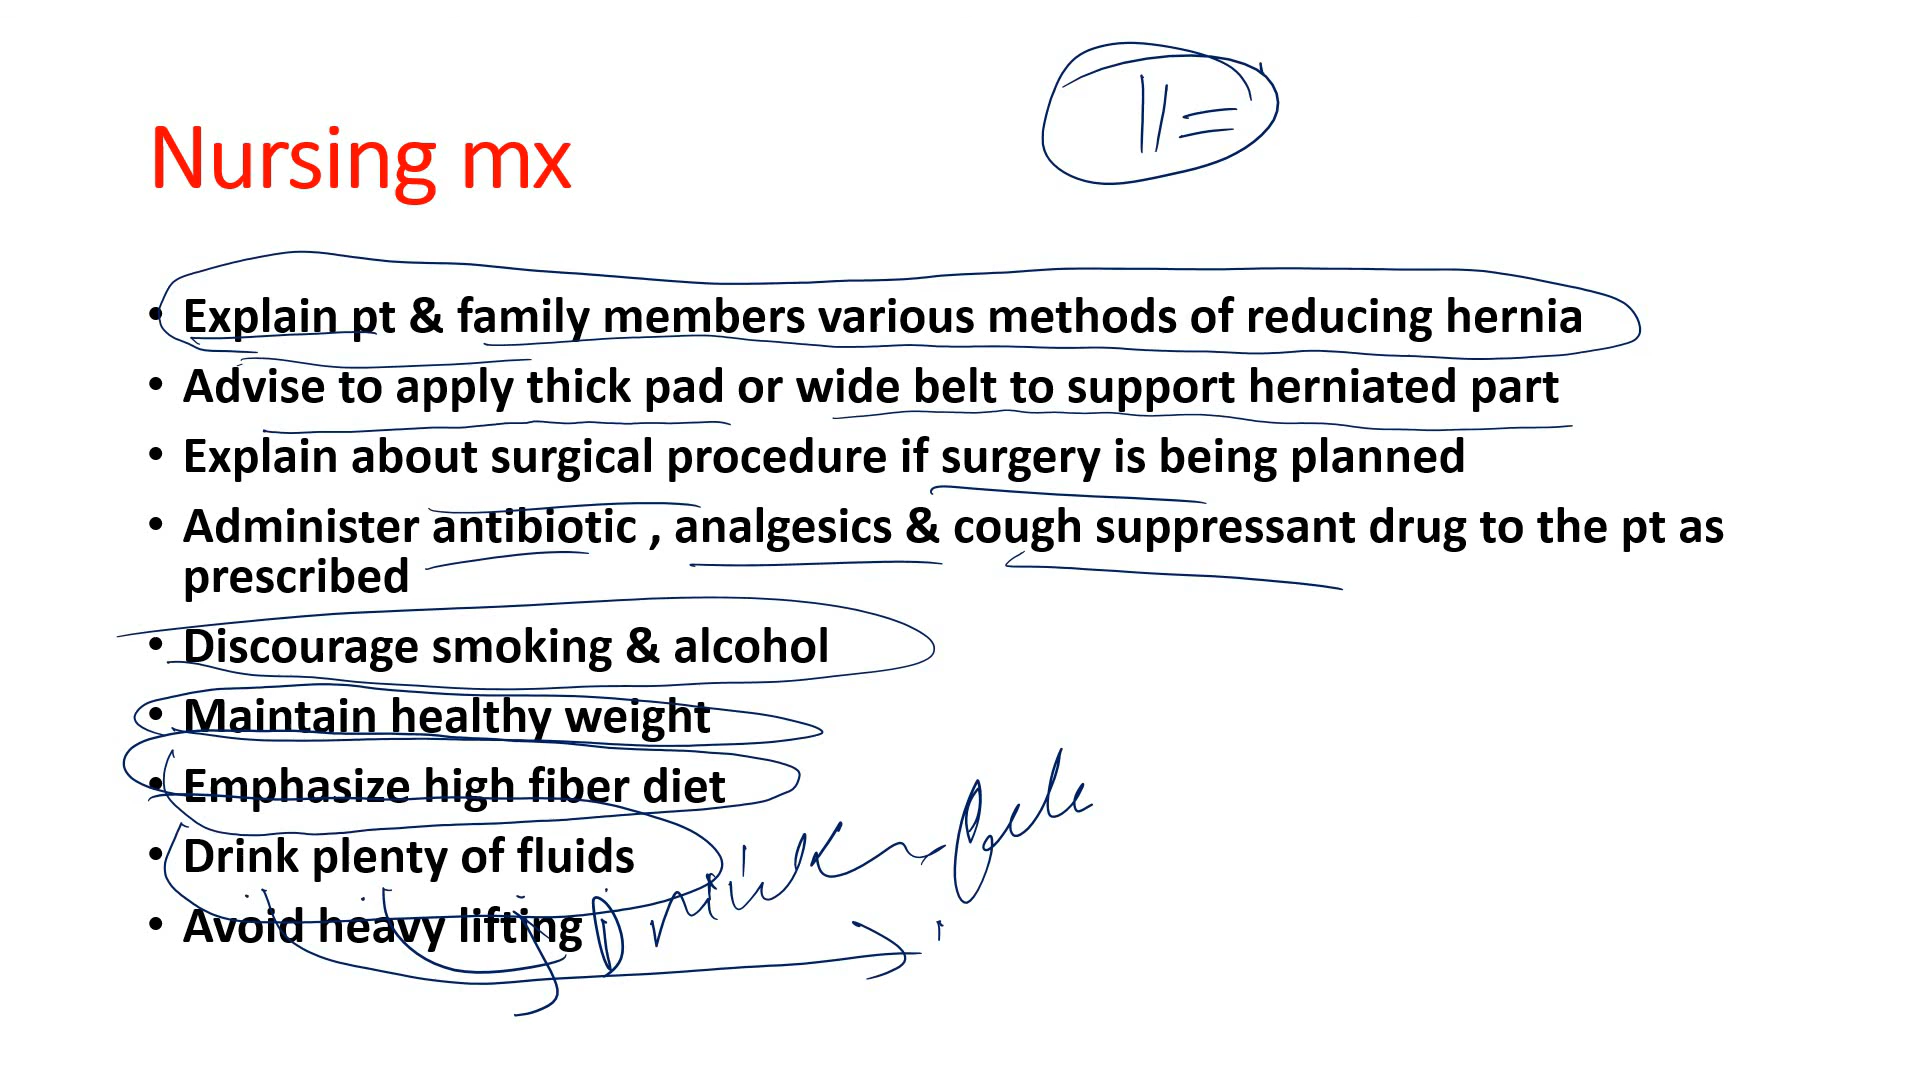 Nursing mx
• Explain pt & family members various methods of reducing hernia
• Advise to apply thick pad or wide belt to support herniated part
• Explain about surgical procedure if surgery is being planned
• Administer antibiotic , analgesics & cough suppressant drug to the pt as
prescribed
• Discourage smoking & alcohol
• Maintain healthy weight
• Emphasize high fiber diet
• Drink plenty of fluids
• Avoid heavy lifting